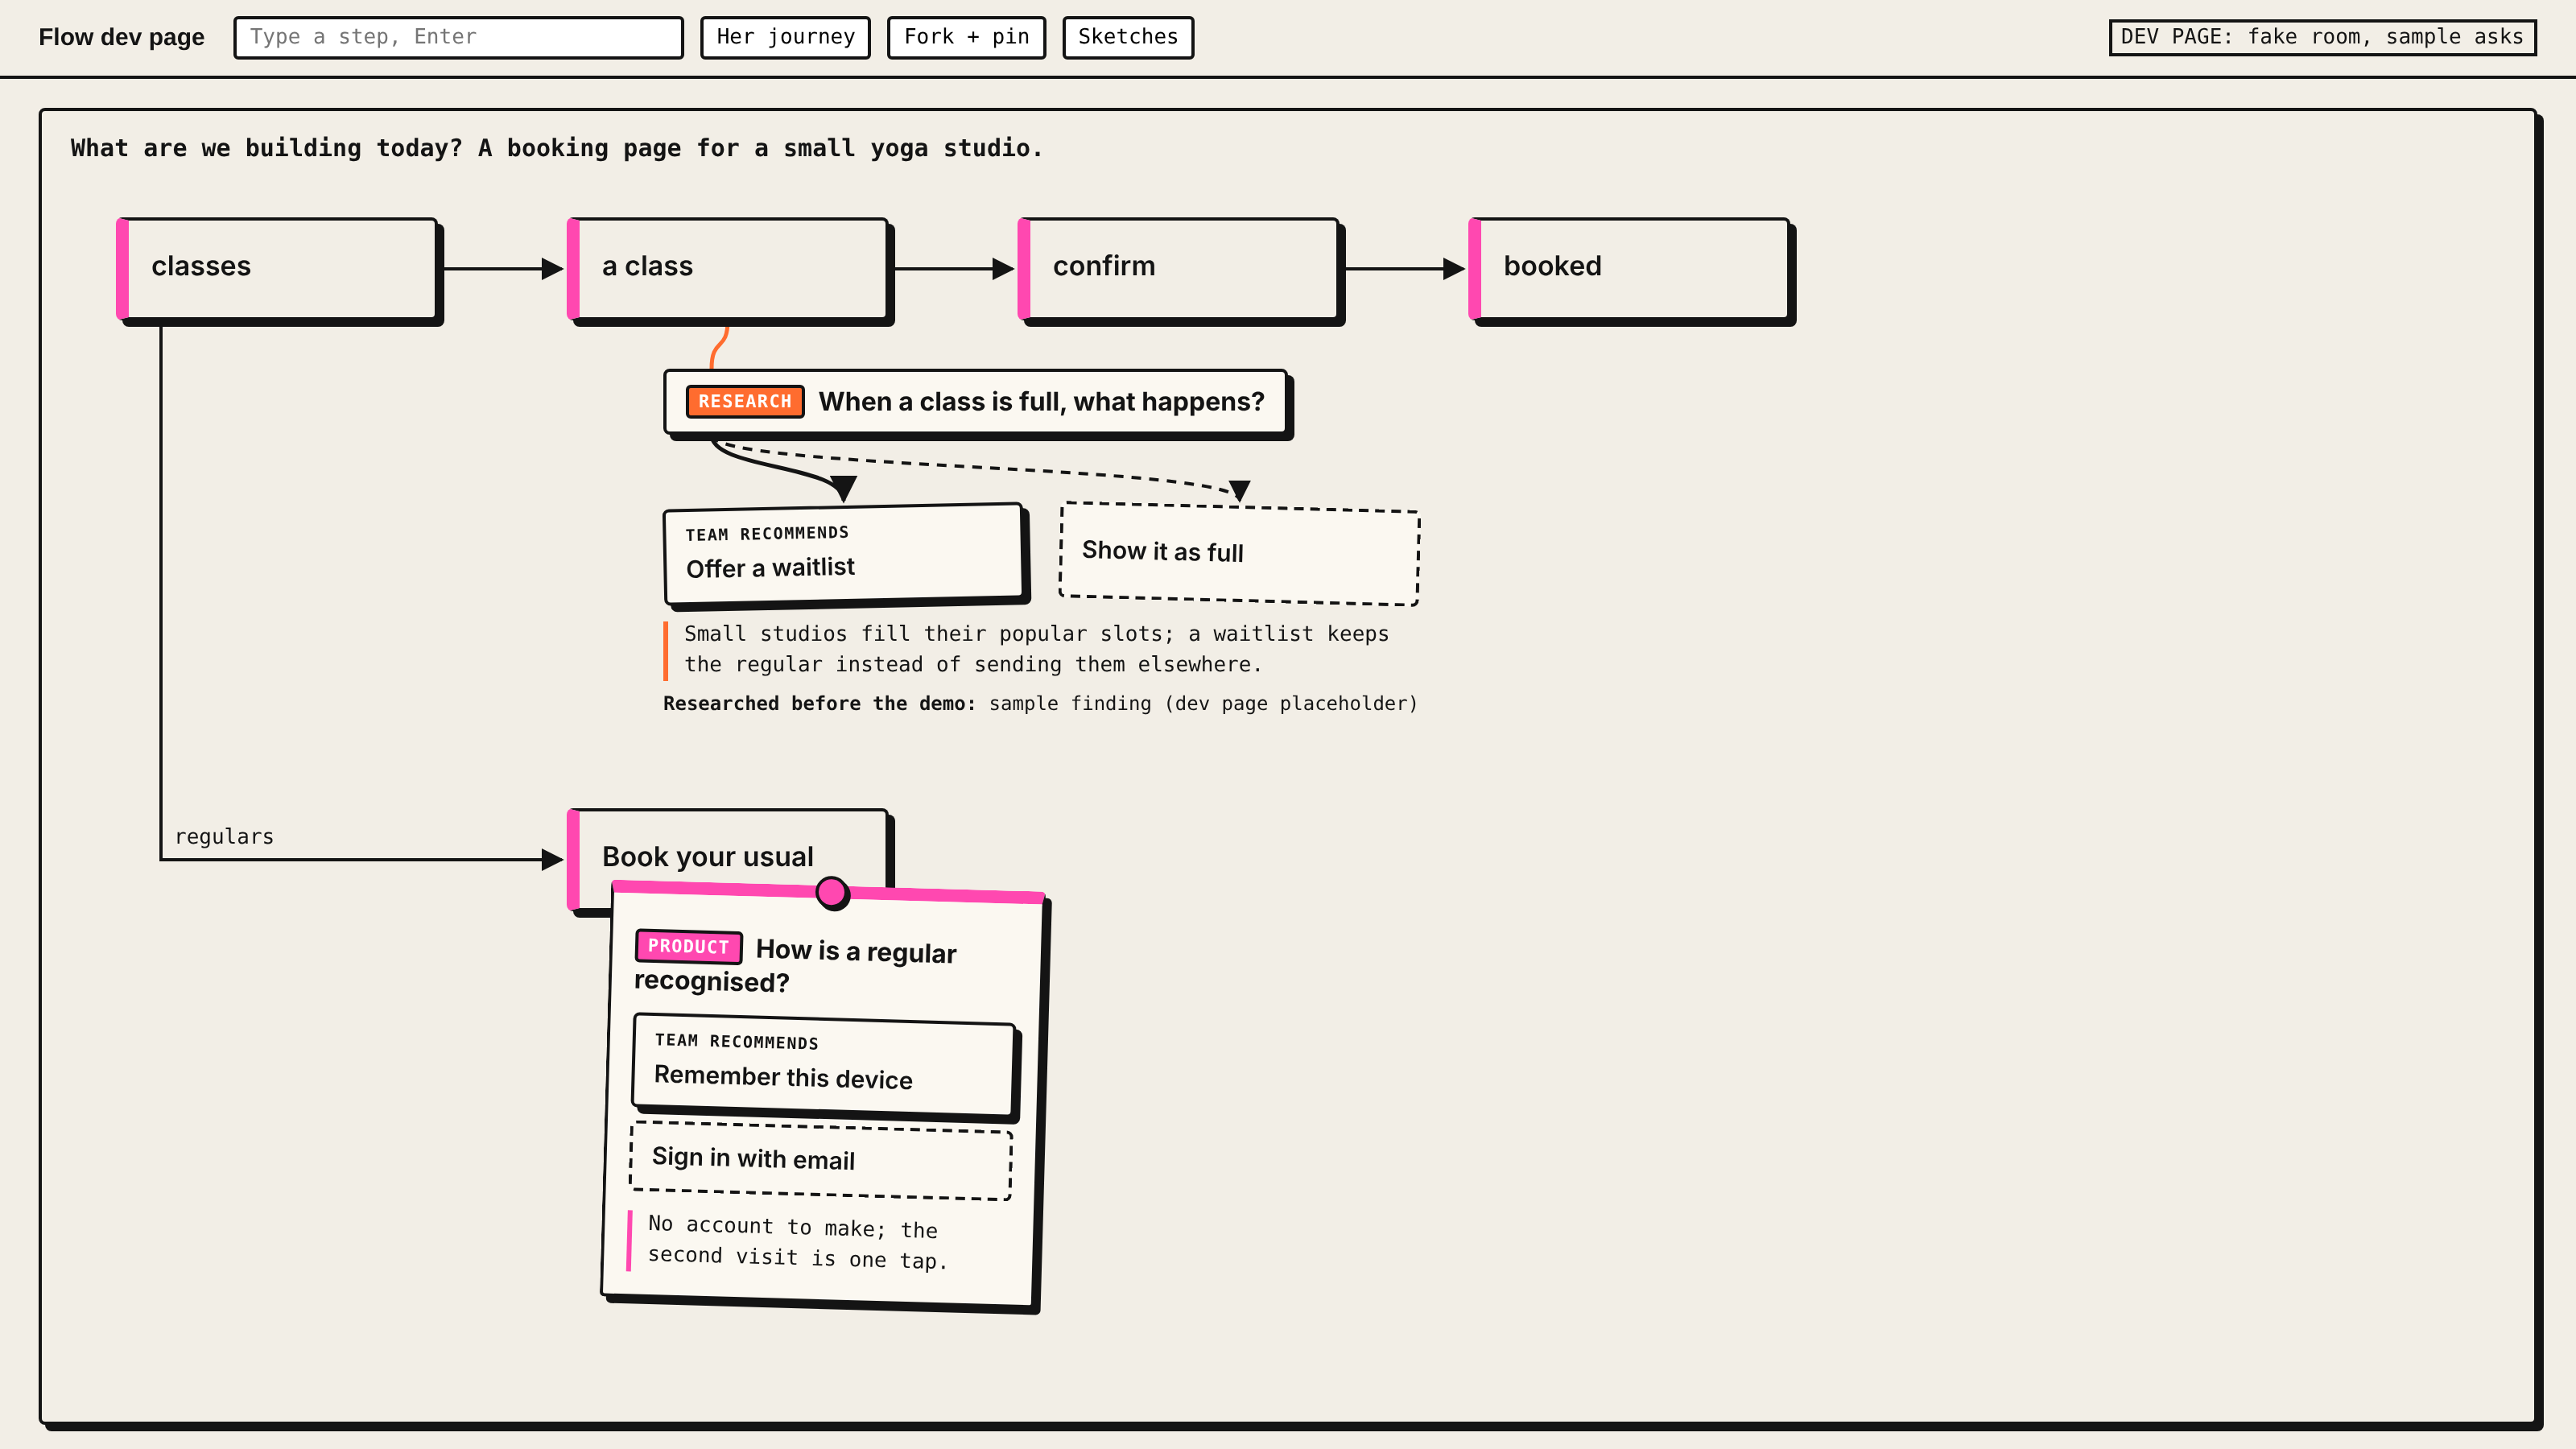 Flow dev page
Type a step, Enter
Her journey
Fork + pin
Sketches
DEV PAGE: fake room, sample asks
What are we building today? A booking page for a small yoga studio.
classes
a class
confirm
booked
RESEARCH When a class is full, what happens?
TEAM RECOMMENDS
Offer a waitlist
Show it as full
Small studios fill their popular slots; a waitlist keeps
the regular instead of sending them elsewhere.
Researched before the demo: sample finding (dev page placeholder)
regulars
Book your usual
PRODUCT How is a regular
recognised?
TEAM RECOMMENDS
Remember this device
Sign in with email
No account to make; the
second visit is one tap.